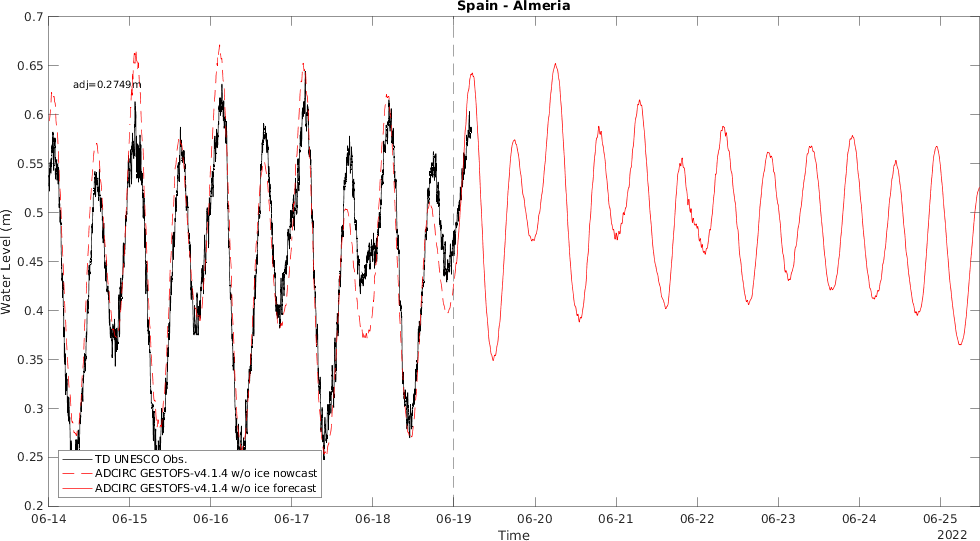 Spain - Almeria
0.7
0.65
0.6
0.55
0.5
0.45
0.4
0.35
0.3
0.25
0.2
Water Level (m)
adj=0.2749m
TD UNESCO Obs.
ADCIRC GESTOFS-v4.1.4 w/o ice nowcast
ADCIRC GESTOFS-v4.1.4 w/o ice forecast
06-14 06-15 06-16 06-17 06-18 06-19 06-20 06-21 06-22 06-23 06-24 06-25
Time
2022